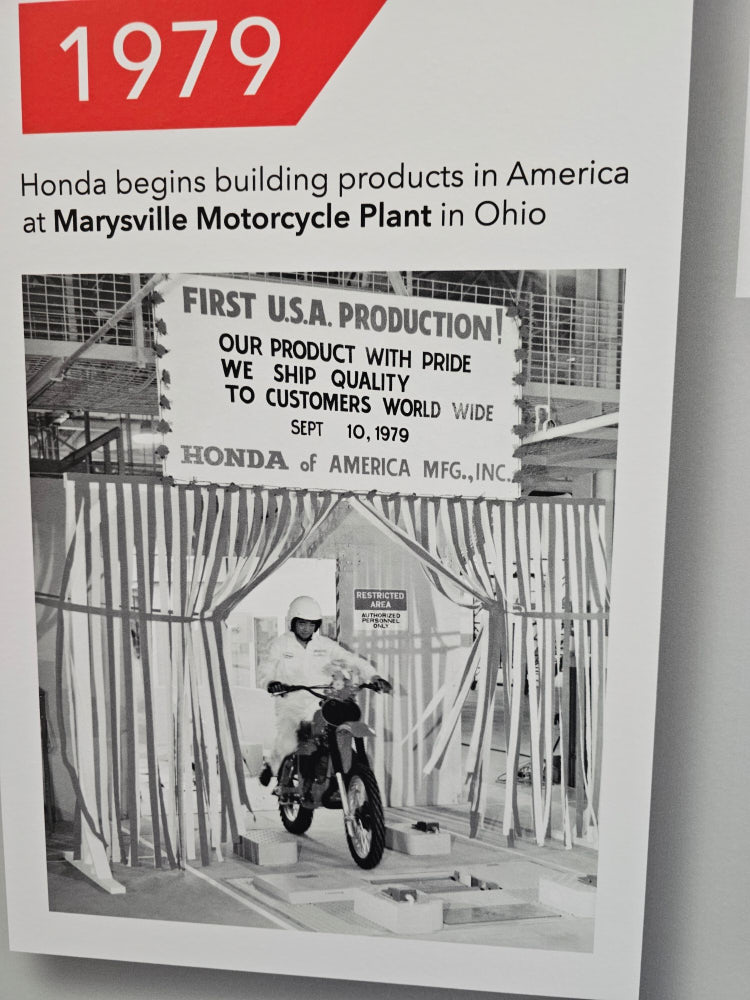 1979
Honda begins building products in America
at Marysville Motorcycle Plant in Ohio
FIRST U.S.A. PRODUCTION!
OUR PRODUCT WITH PRIDE
WE SHIP QUALITY
TO CUSTOMERS WORLD WIDE
SEPT 10, 1979
HONDA of AMERICA MFG., INC.
RESTRICTED
AREA
AUTHORIZED
PERSONNEL
ONLY